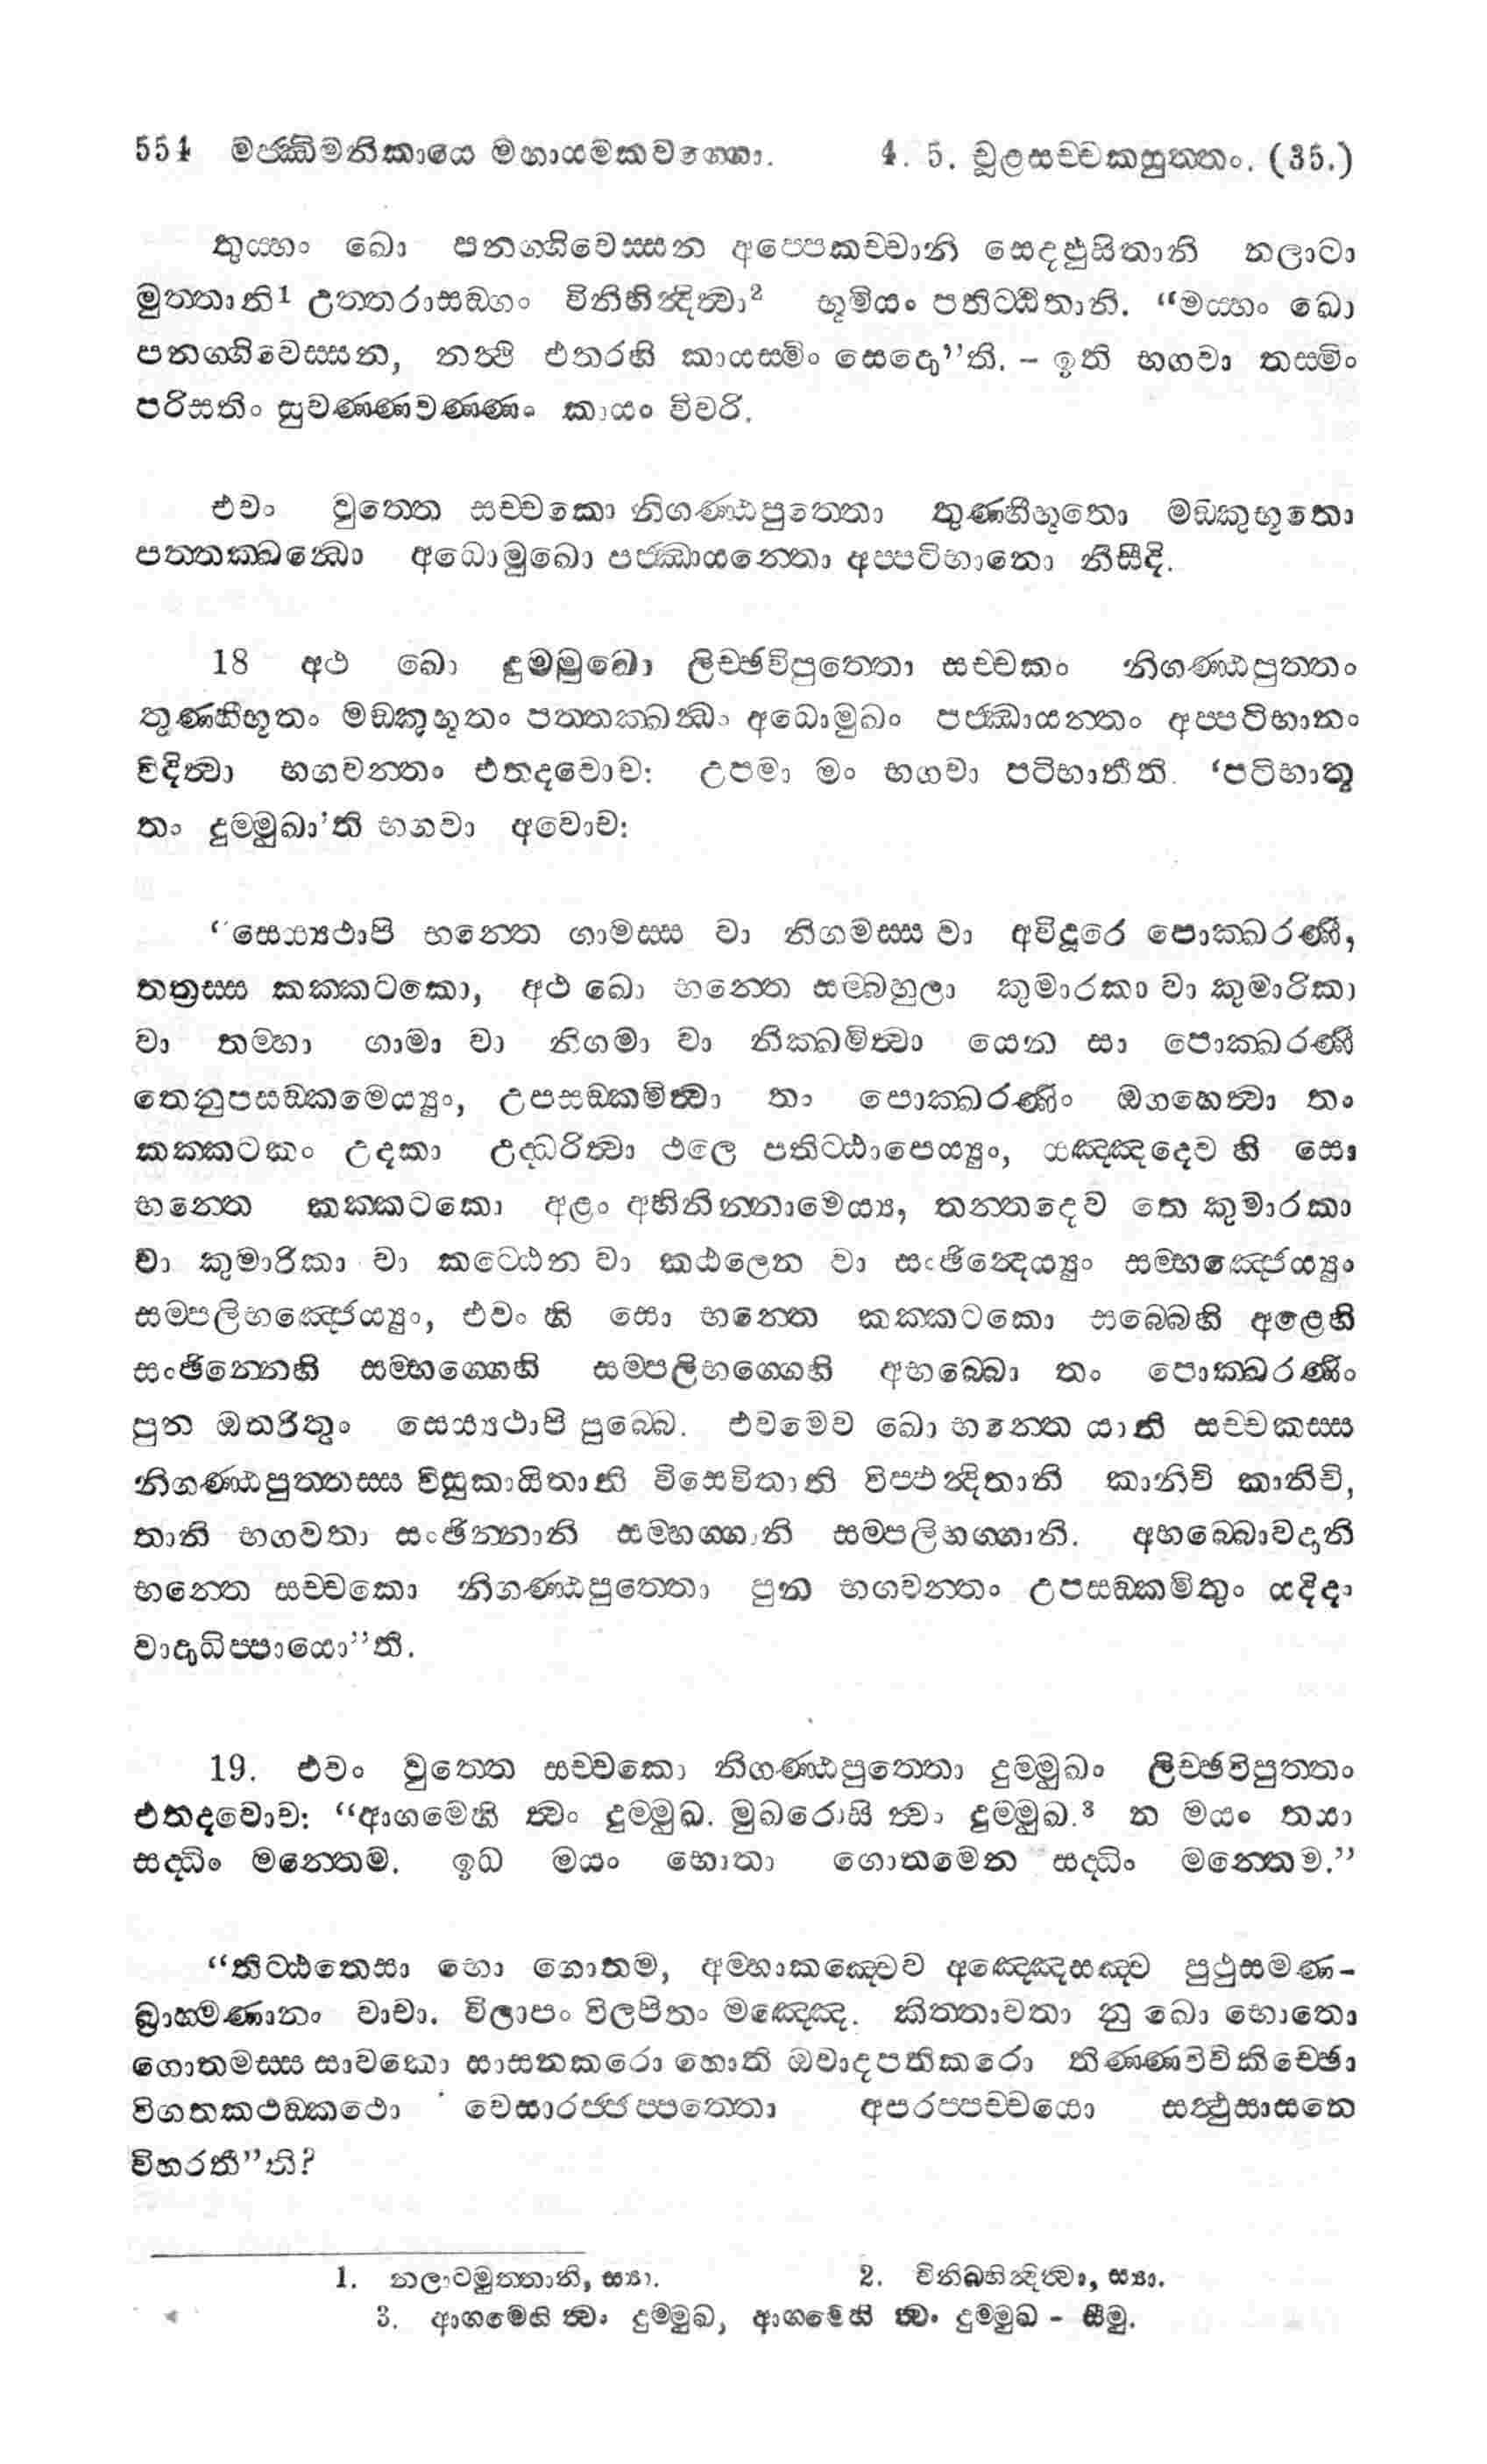 554 මජ්ඣිමනිකායෙ මහායමකවග්ගො. 4. 5. චූළසච්චකසුත්තං. (35.)
තුය්හං ඛො පනග්ගිවෙස්සන අප්පෙකච්චානි සෙදඵුසිතානි නලාටා
මුත්තානි¹ උත්තරාසඞ්ගං විනිභින්දිත්වා² භූමියං පතිට්ඨිතානි. “මය්හං ඛො
පනග්ගිවෙස්සන, නත්ථි එතරහි කායස්මිං සෙදො”ති. – ඉති භගවා තස්මිං
පරිසතිං සුවණ්ණවණ්ණං කායං විවරි.
එවං වුත්තෙ සච්චකො නිගණ්ඨපුත්තො තුණ්හීභූතො මඞ්කුභූතො
පත්තක්ඛන්ධො අධොමුඛො පජ්ඣායන්තො අප්පටිභානො නිසීදි.
18 අථ ඛො දුම්මුඛො ලිච්ඡවිපුත්තො සච්චකං නිගණ්ඨපුත්තං
තුණ්හීභූතං මඞ්කුභූතං පත්තක්ඛන්ධං අධොමුඛං පජ්ඣායන්තං අප්පටිභානං
විදිත්වා භගවන්තං එතදවොච: උපමා මං භගවා පටිභාතීති. ‘පටිභාතු
තං දුම්මුඛා’ති භගවා අවොච:
“සෙය්‍යථාපි භන්තෙ ගාමස්ස වා නිගමස්ස වා අවිදූරෙ පොක්ඛරණී,
තත්‍රස්ස කක්කටකො, අථ ඛො භන්තෙ සම්බහුලා කුමාරකා වා කුමාරිකා
වා තම්හා ගාමා වා නිගමා වා නික්ඛමිත්වා යෙන සා පොක්ඛරණී
තෙනුපසඞ්කමෙය්‍යුං, උපසඞ්කමිත්වා තං පොක්ඛරණිං ඔගහෙත්වා තං
කක්කටකං උදකා උද්ධරිත්වා ථලෙ පතිට්ඨාපෙය්‍යුං, යඤ්ඤදෙව හි සො
භන්තෙ කක්කටකො අළං අභිනින්නාමෙය්‍ය, තන්තදෙව තෙ කුමාරකා
වා කුමාරිකා වා කට්ඨෙන වා කඨලෙන වා සංඡින්දෙය්‍යුං සම්භඤ්ජෙය්‍යුං
සම්පලිභඤ්ජෙය්‍යුං, එවං හි සො භන්තෙ කක්කටකො සබ්බෙහි අළෙහි
සංඡින්නෙහි සම්භග්ගෙහි සම්පලිභග්ගෙහි අභබ්බො තං පොක්ඛරණිං
පුන ඔතරිතුං සෙය්‍යථාපි පුබ්බෙ. එවමෙව ඛො භන්තෙ යානි සච්චකස්ස
නිගණ්ඨපුත්තස්ස විසූකායිතානි විසෙවිතානි විප්ඵන්දිතානි කානිචි කානිචි,
තානි භගවතා සංඡින්නානි සම්භග්ගානි සම්පලිභග්ගානි. අභබ්බොවදානි
භන්තෙ සච්චකො නිගණ්ඨපුත්තො පුන භගවන්තං උපසඞ්කමිතුං යදිදං
වාදාධිප්පායො”ති.
19. එවං වුත්තෙ සච්චකො නිගණ්ඨපුත්තො දුම්මුඛං ලිච්ඡවිපුත්තං
එතදවොච: “ආගමෙහි ත්වං දුම්මුඛ. මුඛරොසි ත්වං දුම්මුඛ.³ න මයං තයා
සද්ධිං මන්තෙම. ඉධ මයං භොතා ගොතමෙන සද්ධිං මන්තෙම.”
“තිට්ඨතෙසා භො ගොතම, අම්හාකඤ්චෙව අඤ්ඤෙසඤ්ච පුථුසමණ-
බ්‍රාහ්මණානං වාචා. විලාපං විලපිතං මඤ්ඤෙ. කිත්තාවතා නු ඛො භොතො
ගොතමස්ස සාවකො සාසනකරො හොති ඔවාදපතිකරො තිණ්ණවිචිකිච්ඡො
විගතකථඞ්කථො වෙසාරජ්ජප්පත්තො අපරප්පච්චයො සත්ථුසාසනෙ
විහරතී”ති?
1. නලාටමුත්තානි, ස්‍යා. 2. විනිබ්භින්දිත්වා, ස්‍යා.
3. ආගමෙහි ත්වං දුම්මුඛ, ආගමෙහි ත්වං දුම්මුඛ – සීමු.